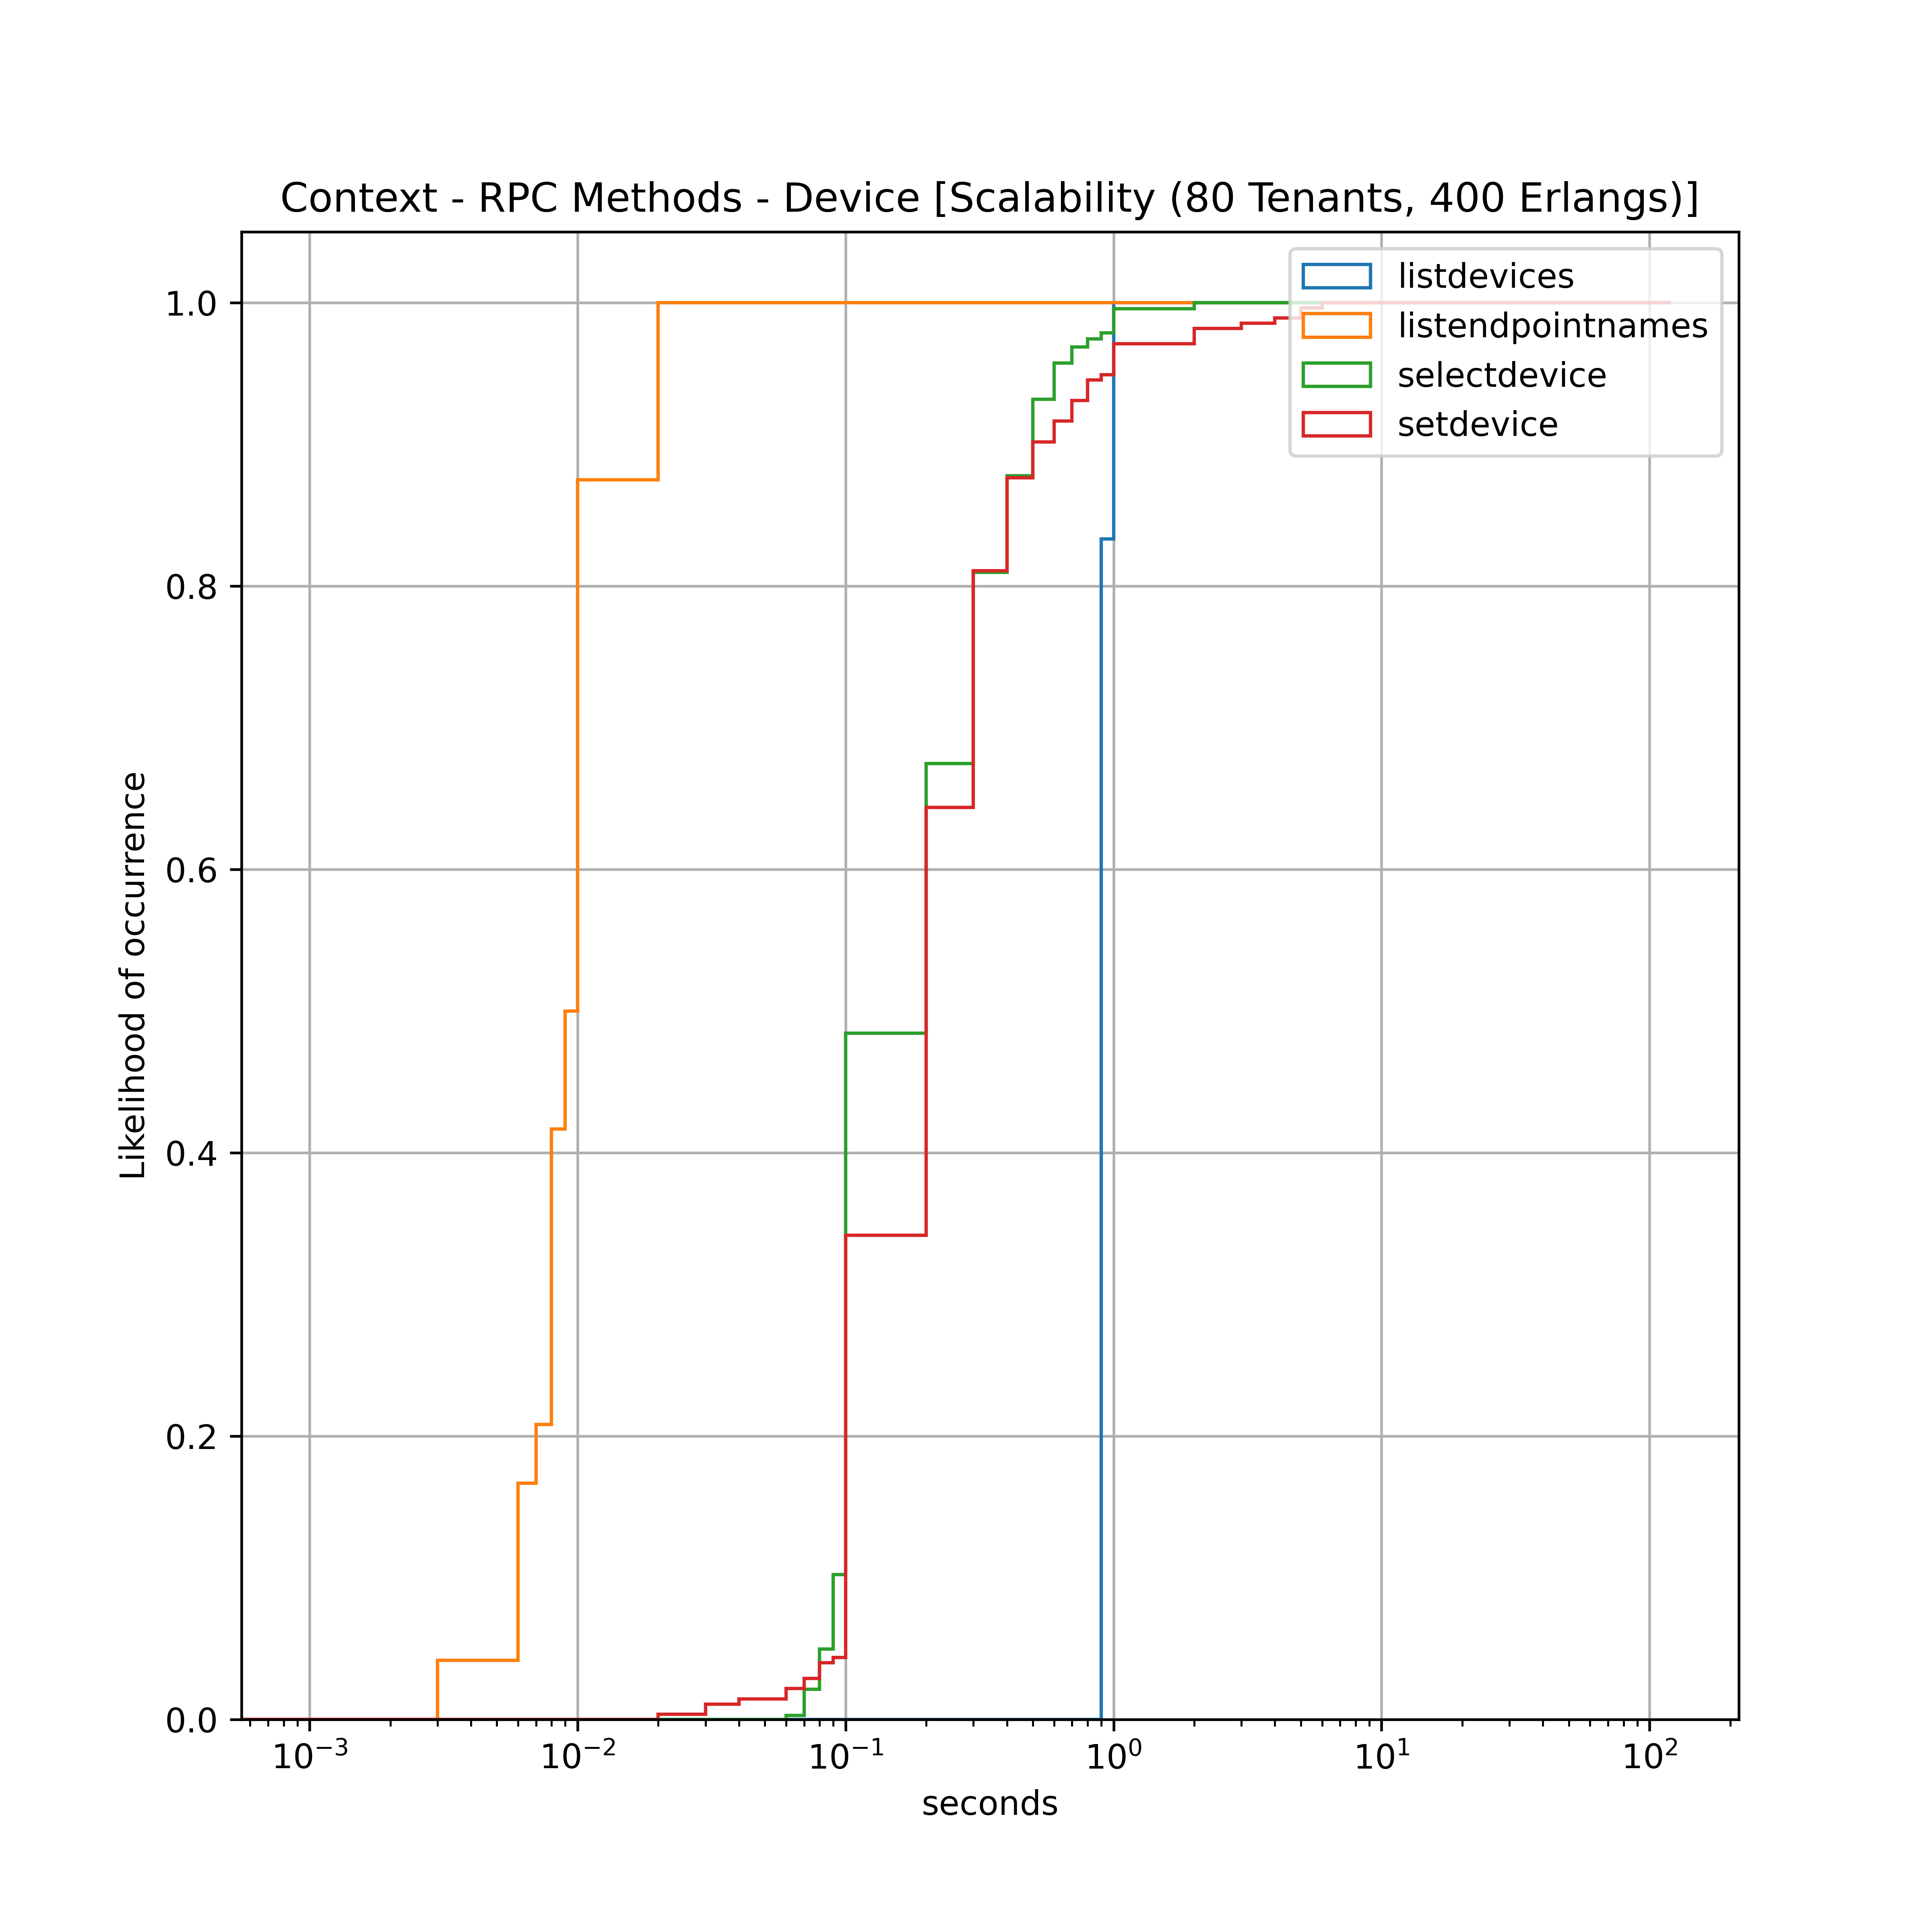 Context - RPC Methods - Device [Scalability (80 Tenants, 400 Erlangs)]
listdevices
listendpointnames
selectdevice
setdevice
Likelihood of occurrence
1.0
0.8
0.6
0.4
0.2
0.0
10⁻³ 10⁻² 10⁻¹ 10⁰ 10¹ 10²
seconds